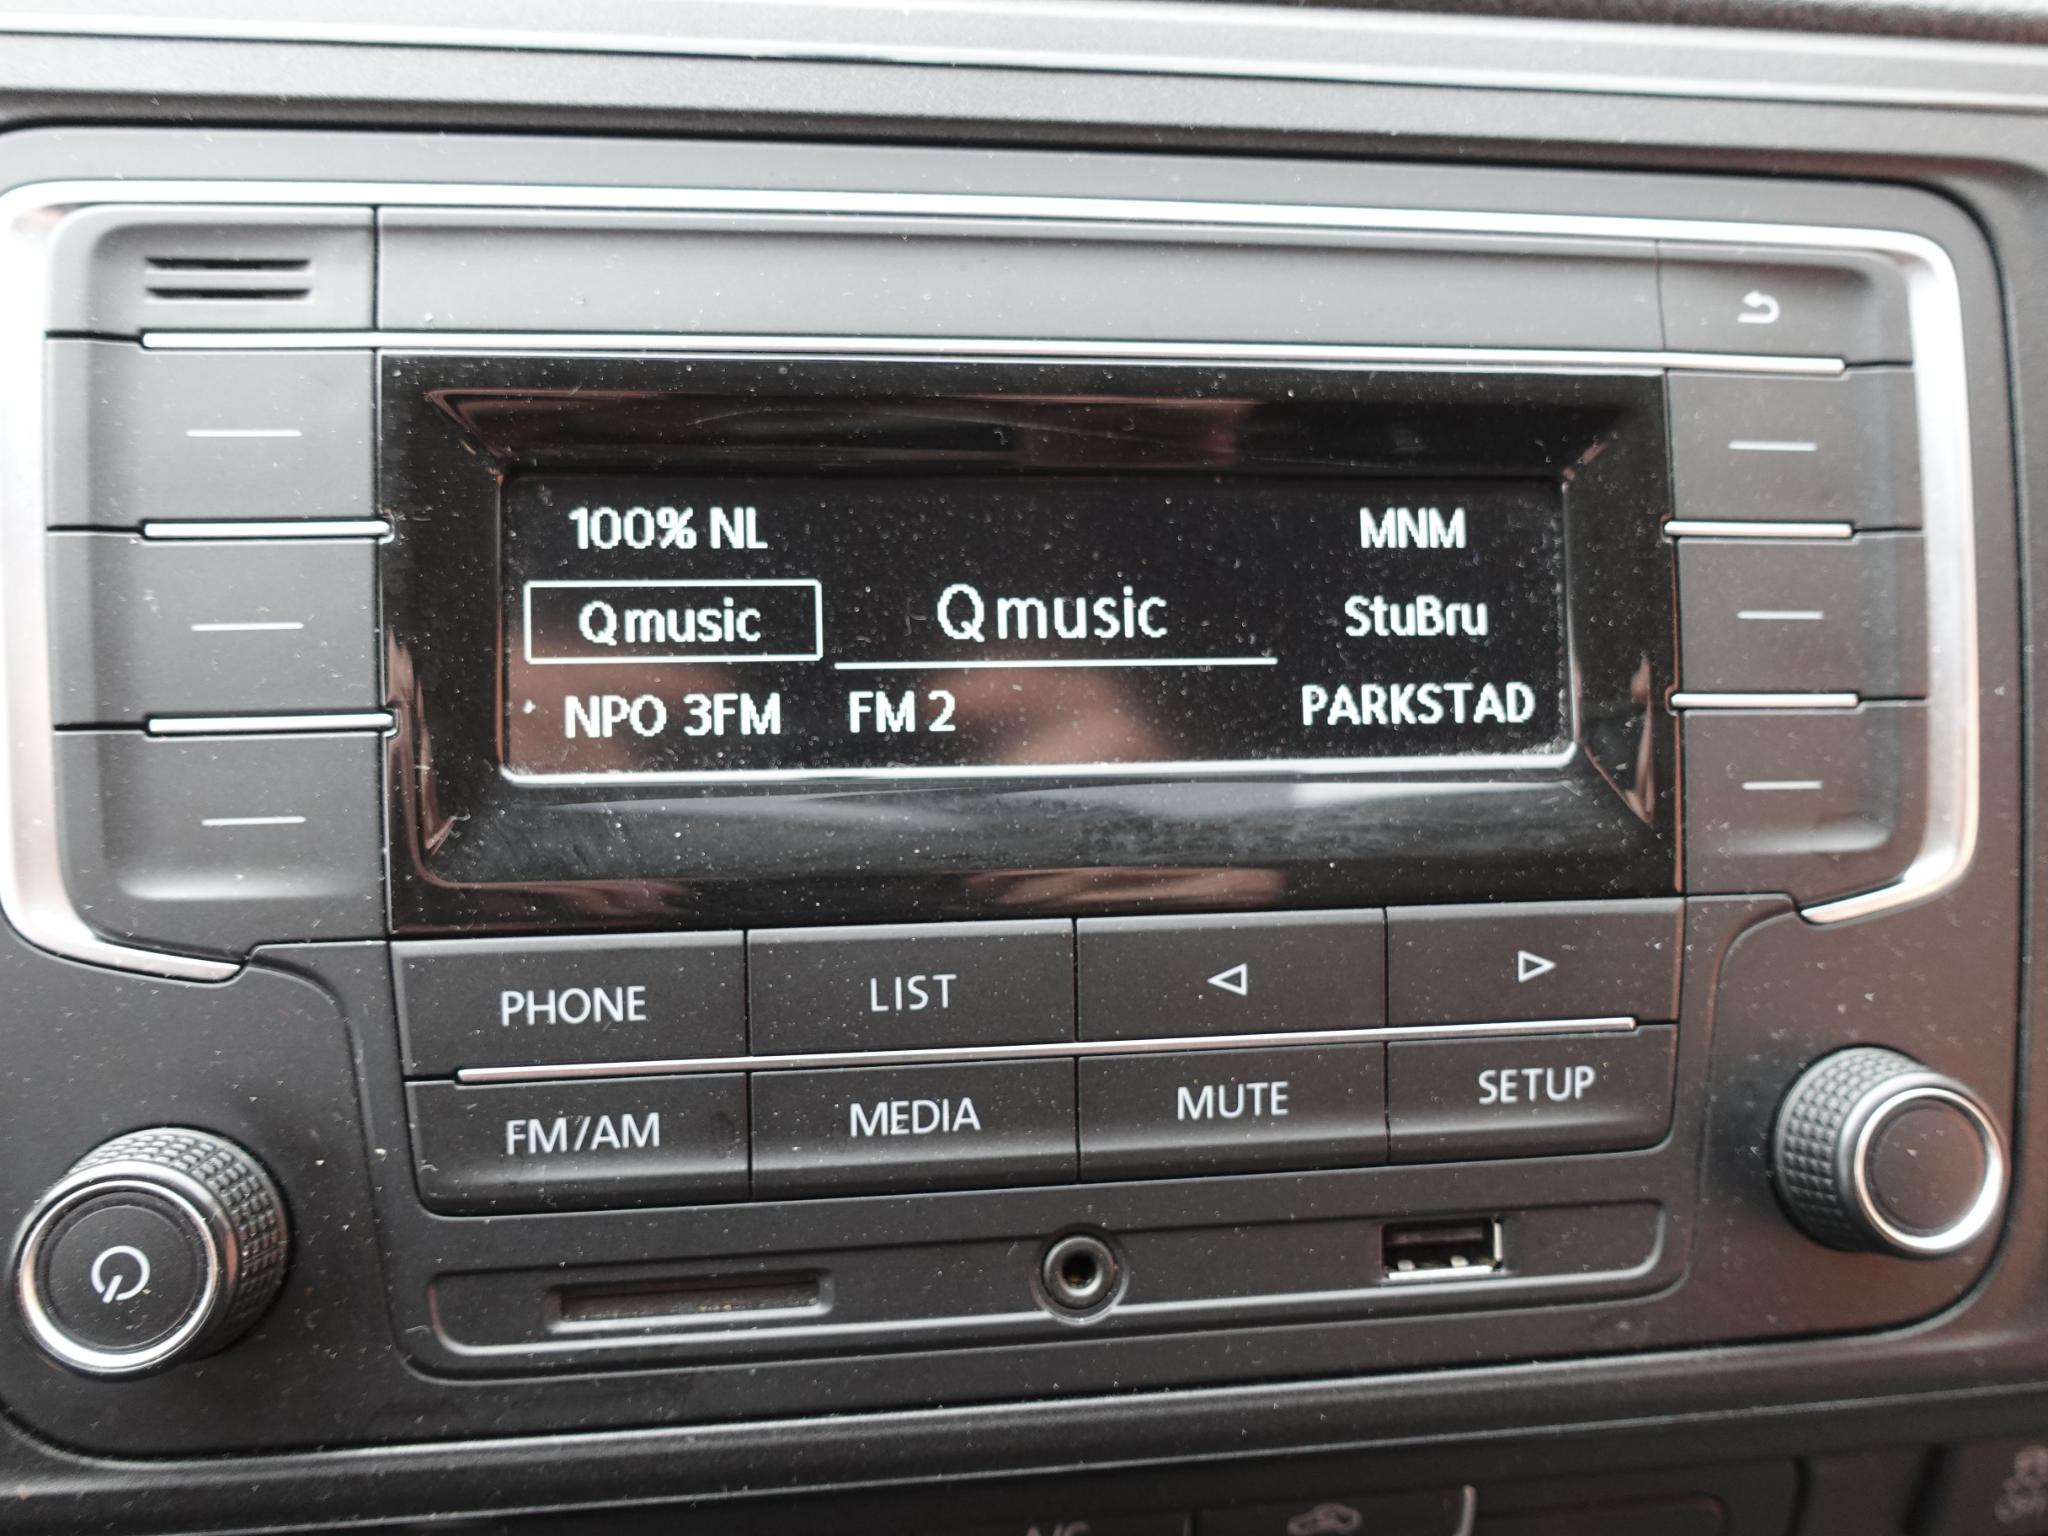 100% NL
MNM
Qmusic
Qmusic
StuBru
NPO 3FM
FM 2
PARKSTAD
PHONE
LIST
FM/AM
MEDIA
MUTE
SETUP
A/C